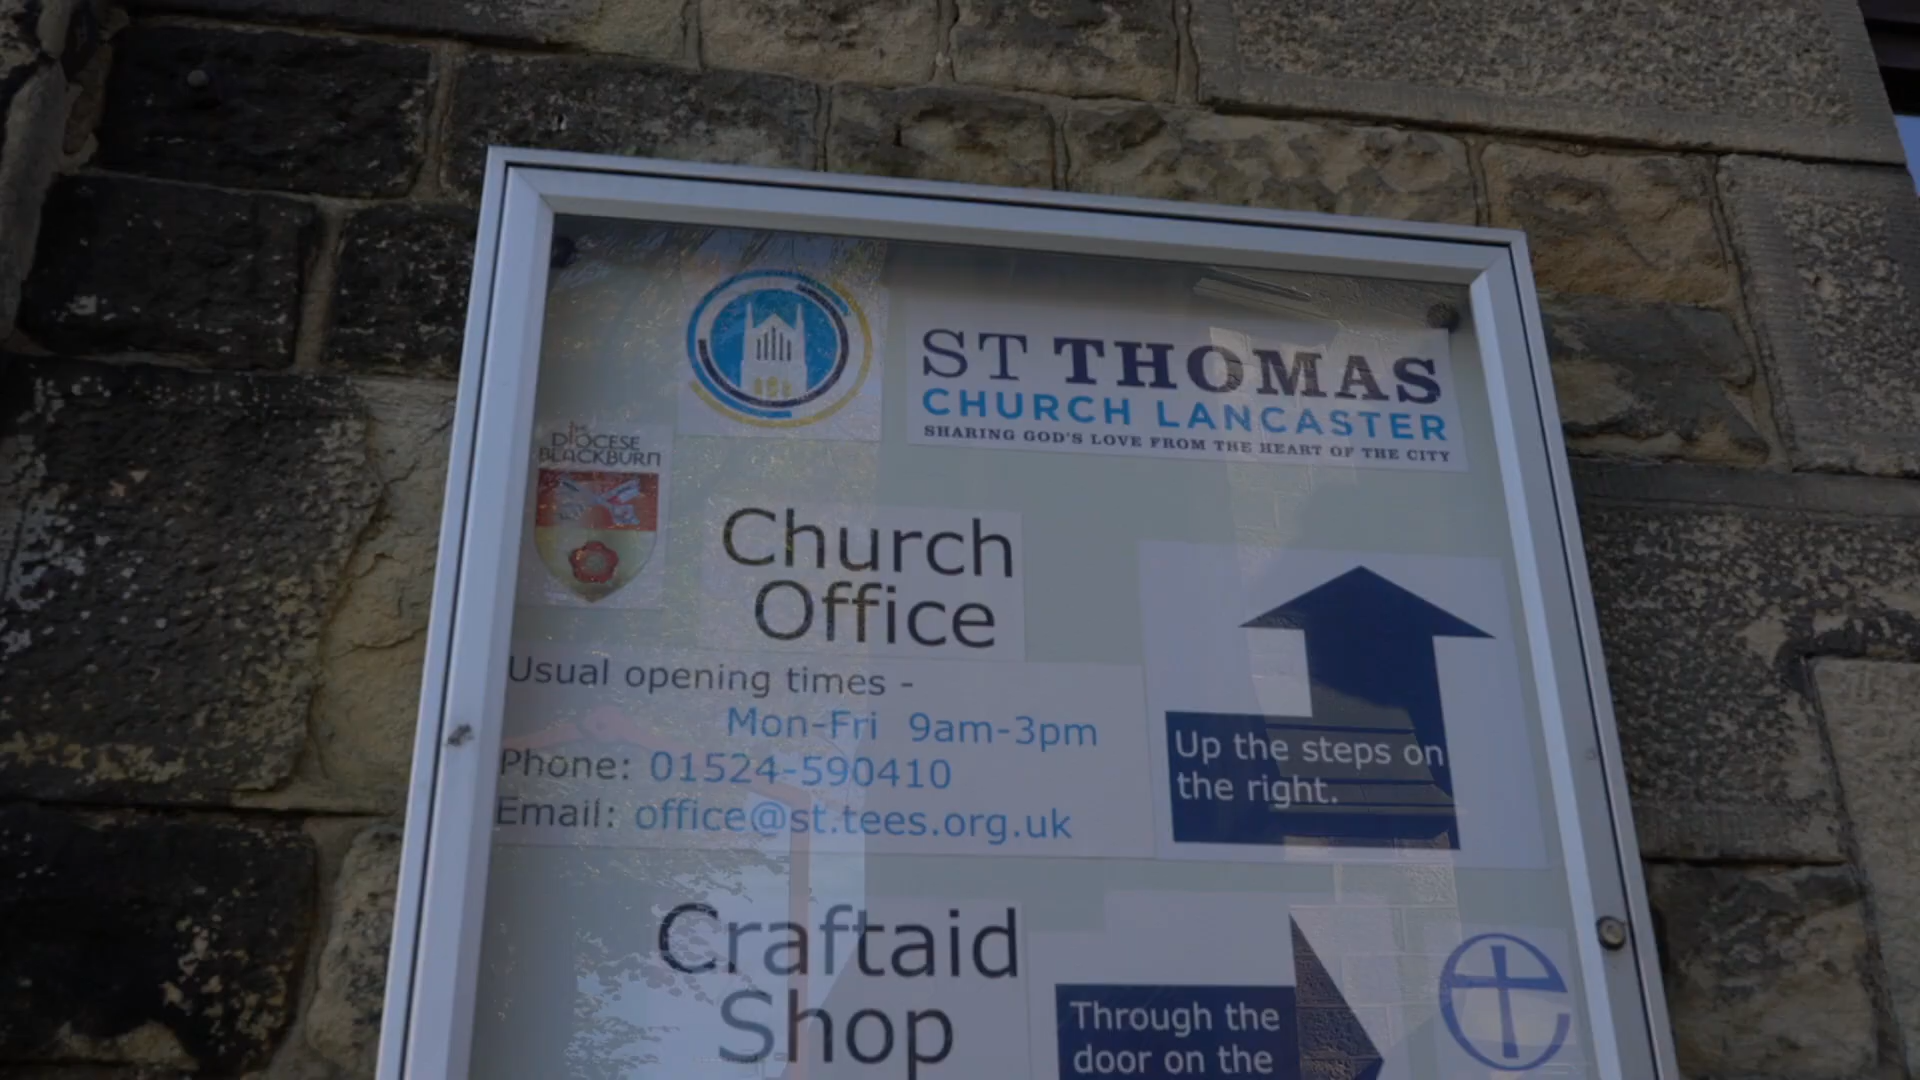 ST THOMAS
CHURCH LANCASTER
SHARING GOD'S LOVE FROM THE HEART OF THE CITY
DIOCESE
BLACKBURN
Church
Office
Usual opening times -
Mon-Fri 9am-3pm
Phone: 01524-590410
Email: office@st.tees.org.uk
Up the steps on
the right.
Craftaid
Shop
Through the
door on the